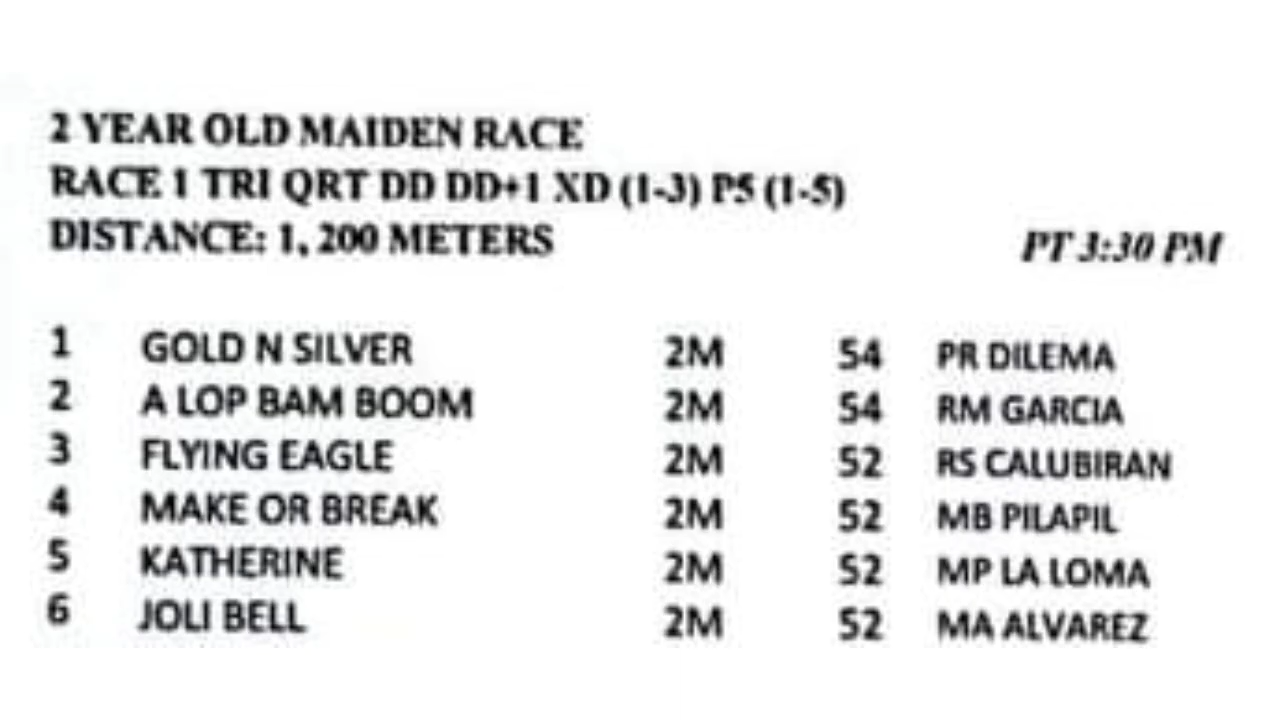 2 YEAR OLD MAIDEN RACE
RACE 1 TRI QRT DD DD+1 XD (1-3) P5 (1-5)
DISTANCE: 1, 200 METERS PT 3:30 PM
1 GOLD N SILVER 2M 54 PR DILEMA
2 A LOP BAM BOOM 2M 54 RM GARCIA
3 FLYING EAGLE 2M 52 RS CALUBIRAN
4 MAKE OR BREAK 2M 52 MB PILAPIL
5 KATHERINE 2M 52 MP LA LOMA
6 JOLI BELL 2M 52 MA ALVAREZ